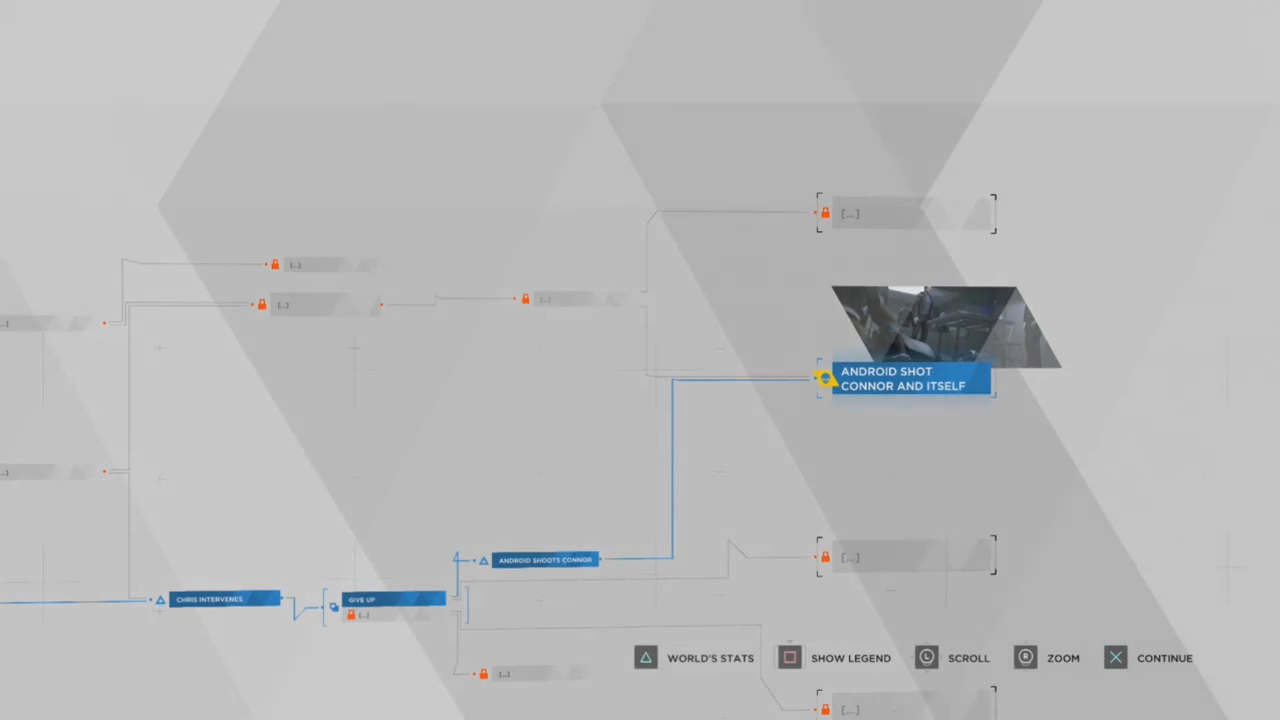 [...]
[...]
[...]
[...]
[...]
ANDROID SHOT
CONNOR AND ITSELF
[...]
ANDROID SHOOTS CONNOR
[...]
CHRIS INTERVENES
GIVE UP
[...]
[...]
WORLD'S STATS
SHOW LEGEND
L
SCROLL
R
ZOOM
CONTINUE
[...]